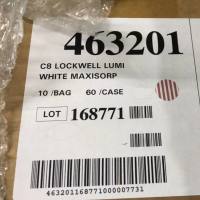 463201
C8 LOCKWELL LUMI
WHITE MAXISORP
10 /BAG 60 /CASE
LOT 168771
463201168771000007731